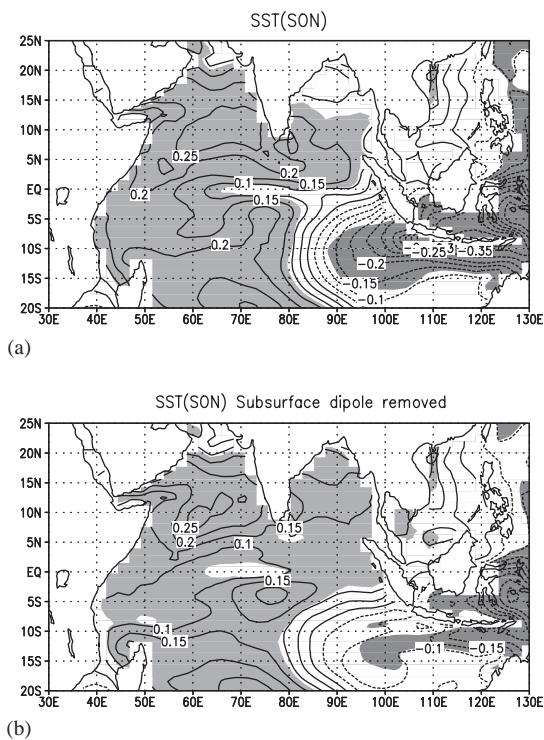 SST(SON)
25N
20N
15N
10N
5N
EQ
5S
10S
15S
20S
0.25
0.2
0.1
0.15
0.2
0.15
0.2
-0.25
-0.35
-0.2
-0.15
-0.1
30E 40E 50E 60E 70E 80E 90E 100E 110E 120E 130E
(a)
SST(SON) Subsurface dipole removed
25N
20N
15N
10N
5N
EQ
5S
10S
15S
20S
0.25
0.15
0.2
0.1
0.15
0.1
0.15
-0.1
-0.15
30E 40E 50E 60E 70E 80E 90E 100E 110E 120E 130E
(b)